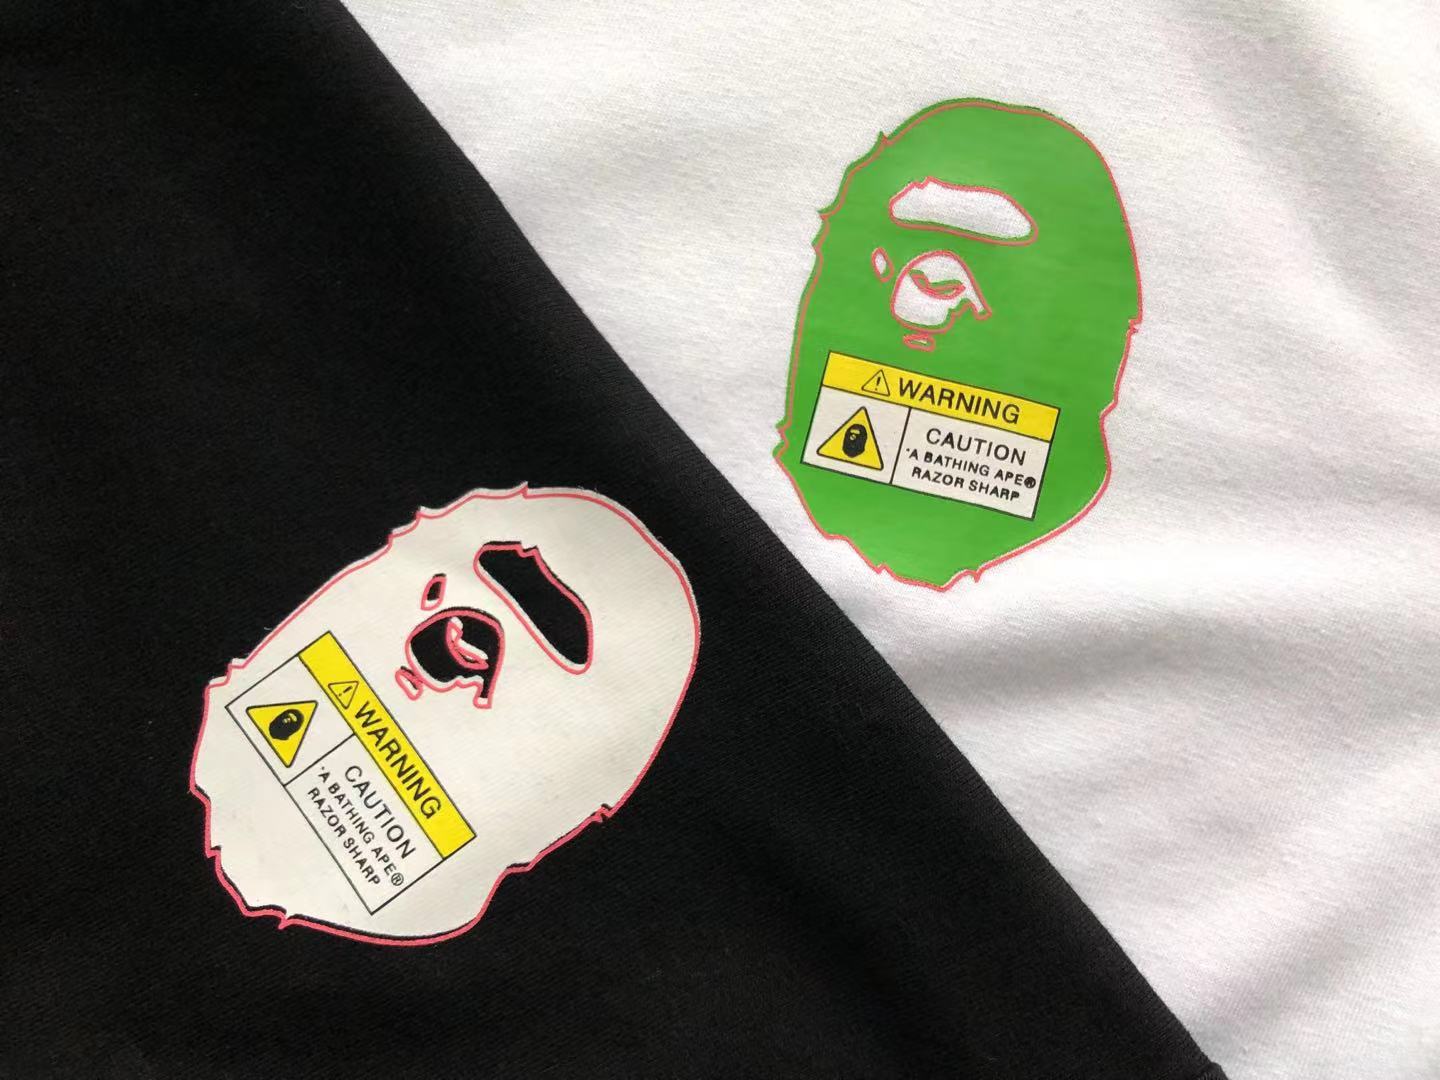 WARNING
CAUTION
"A BATHING APE®
RAZOR SHARP
WARNING
CAUTION
"A BATHING APE®
RAZOR SHARP